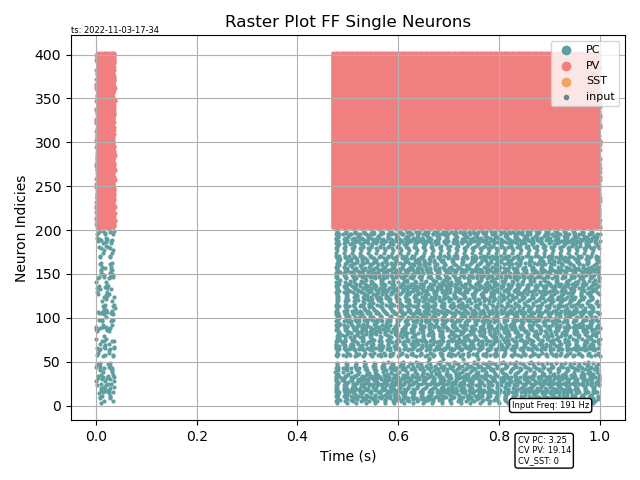 Raster Plot FF Single Neurons
ts: 2022-11-03-17-34
PC
PV
SST
input
Neuron Indicies
400
350
300
250
200
150
100
50
0
Input Freq: 191 Hz
0.0 0.2 0.4 0.6 0.8 1.0
Time (s)
CV PC: 3.25
CV PV: 19.14
CV_SST: 0